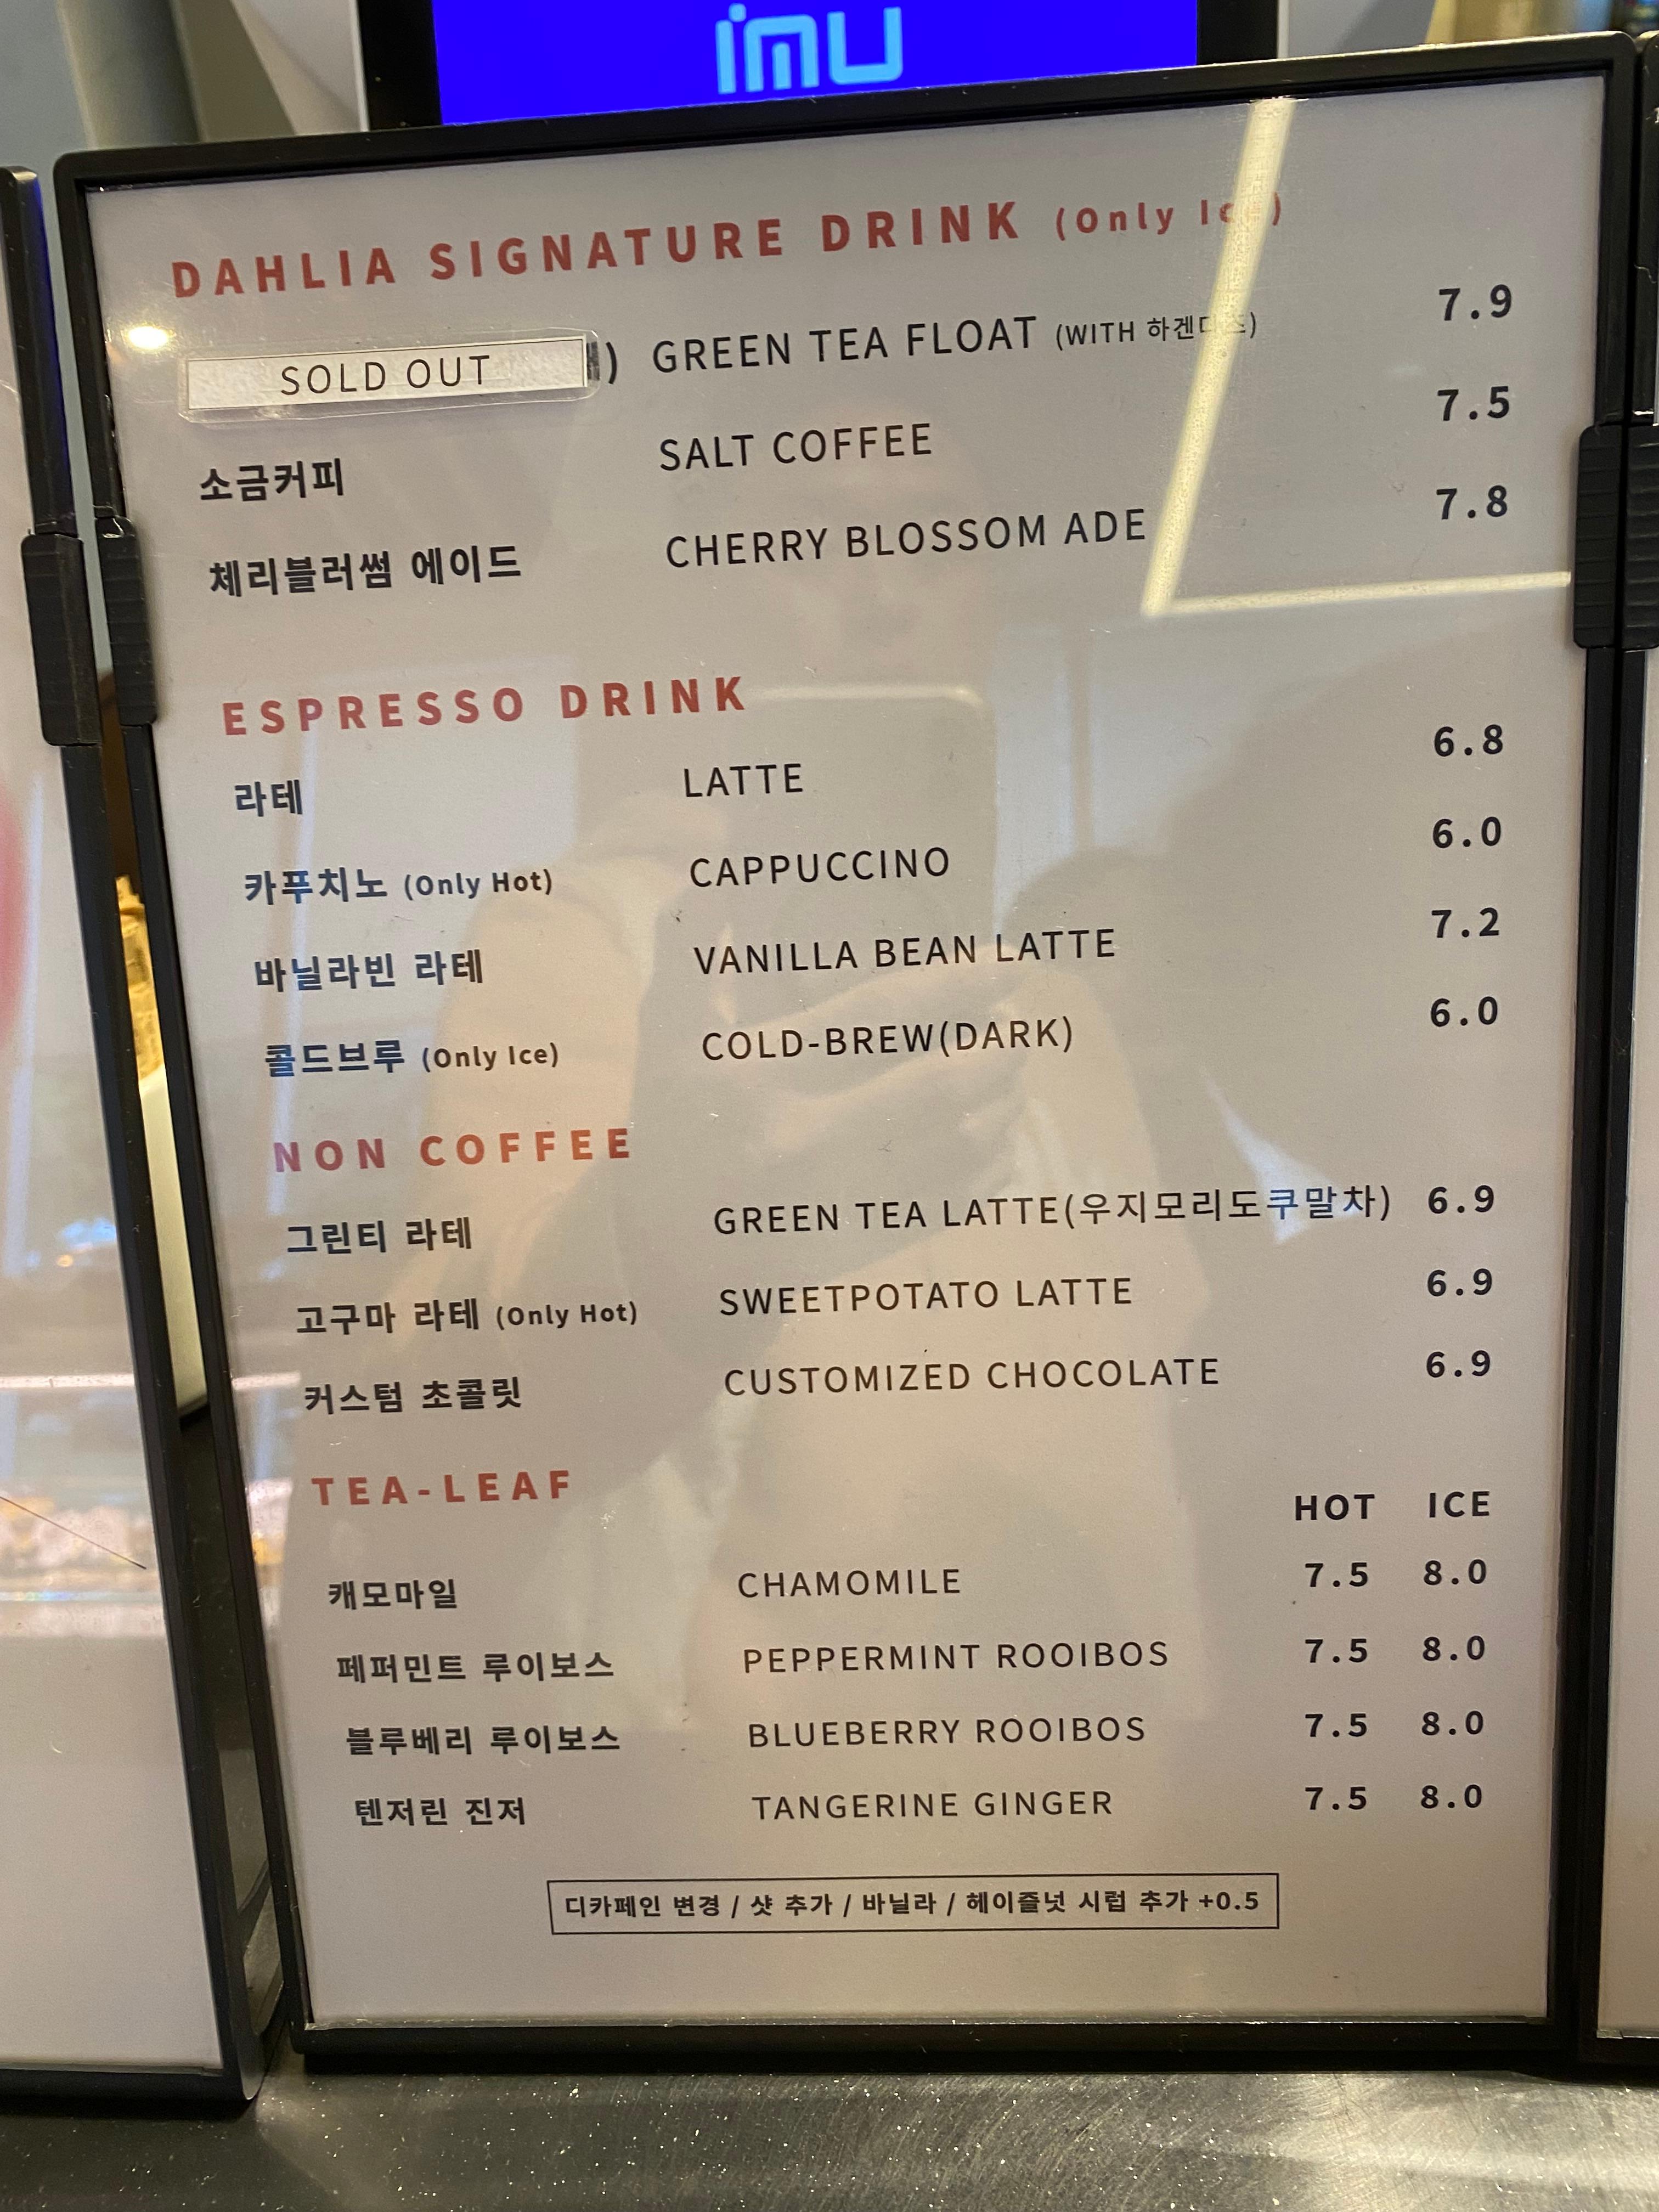 imu
DAHLIA SIGNATURE DRINK (Only Ice)
SOLD OUT ) GREEN TEA FLOAT (WITH 하겐다즈) 7.9
소금커피 SALT COFFEE 7.5
체리블러썸 에이드 CHERRY BLOSSOM ADE 7.8
ESPRESSO DRINK
라테 LATTE 6.8
카푸치노 (Only Hot) CAPPUCCINO 6.0
바닐라빈 라테 VANILLA BEAN LATTE 7.2
콜드브루 (Only Ice) COLD-BREW(DARK) 6.0
NON COFFEE
그린티 라테 GREEN TEA LATTE(우지모리도쿠말차) 6.9
고구마 라테 (Only Hot) SWEETPOTATO LATTE 6.9
커스텀 초콜릿 CUSTOMIZED CHOCOLATE 6.9
TEA-LEAF
HOT ICE
캐모마일 CHAMOMILE 7.5 8.0
페퍼민트 루이보스 PEPPERMINT ROOIBOS 7.5 8.0
블루베리 루이보스 BLUEBERRY ROOIBOS 7.5 8.0
텐저린 진저 TANGERINE GINGER 7.5 8.0
디카페인 변경 / 샷 추가 / 바닐라 / 헤이즐넛 시럽 추가 +0.5